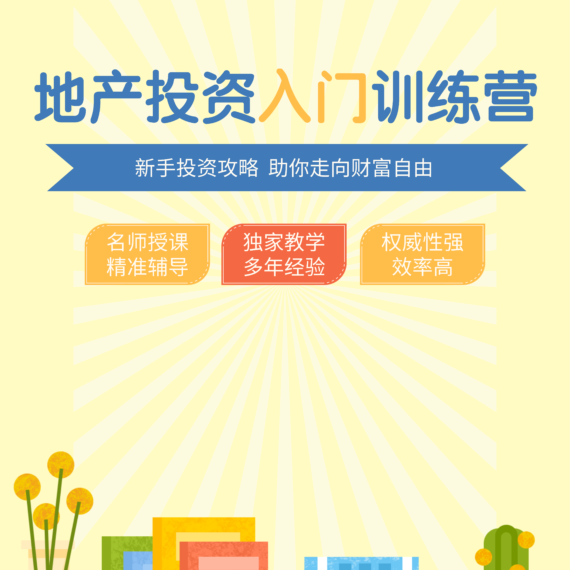 地产投资入门训练营
新手投资攻略 助你走向财富自由
名师授课
精准辅导
独家教学
多年经验
权威性强
效率高